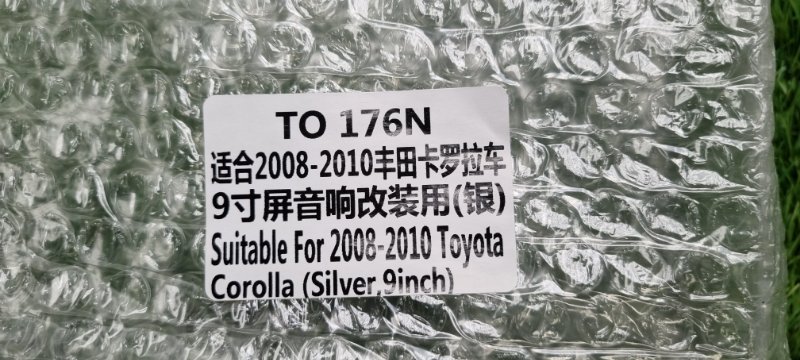 TO 176N
适合2008-2010丰田卡罗拉车
9寸屏音响改装用(银)
Suitable For 2008-2010 Toyota
Corolla (Silver,9inch)